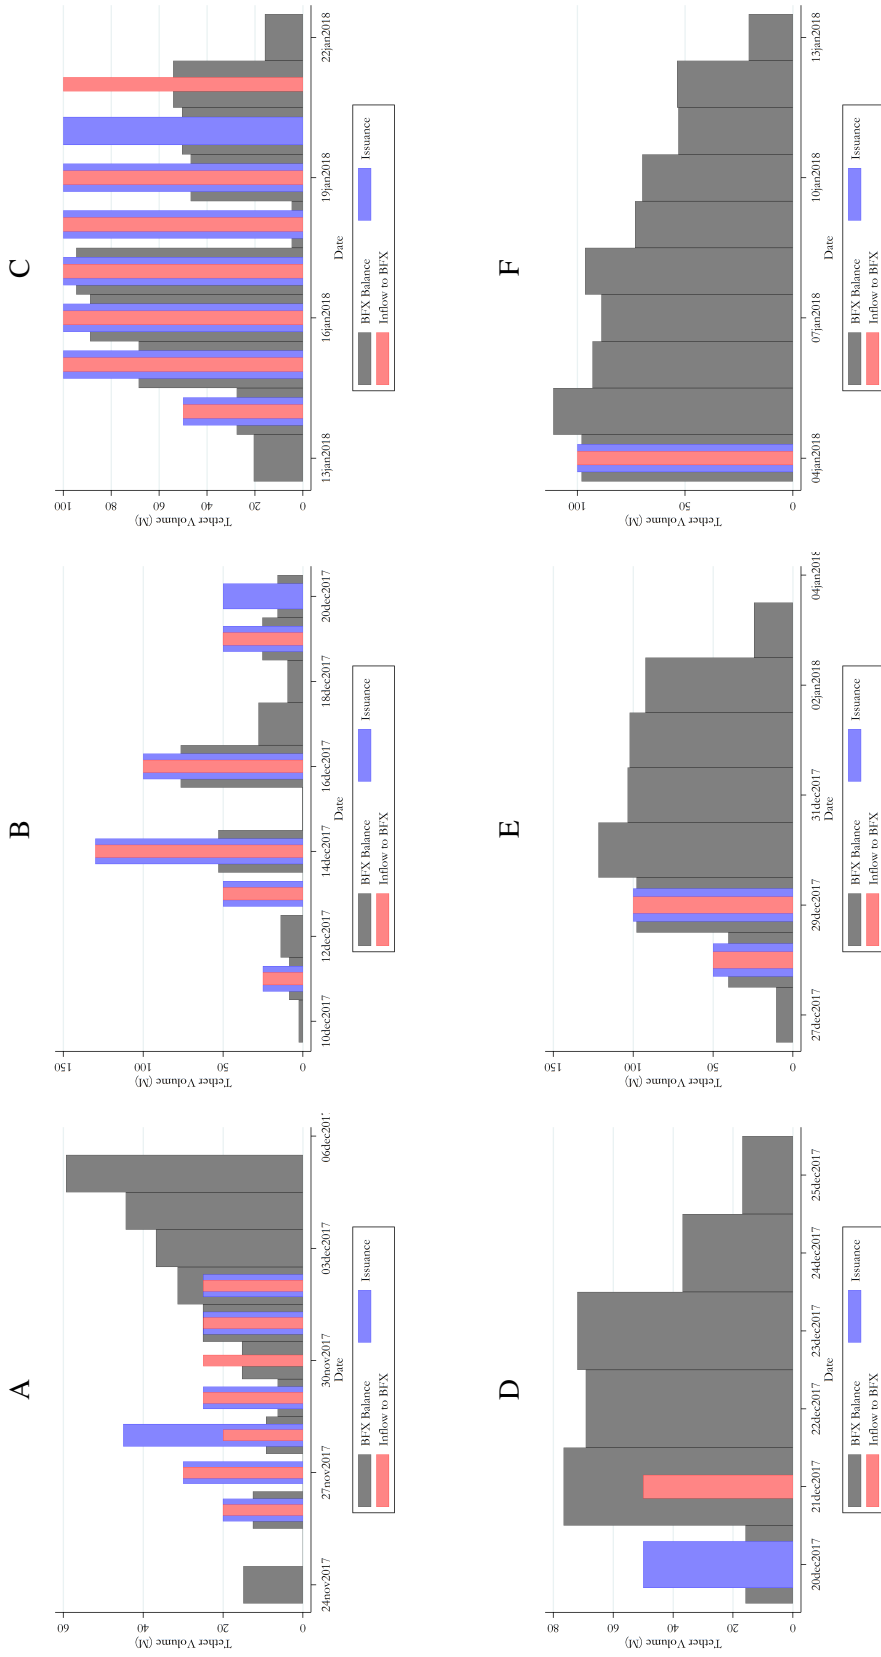 A
60
40
20
0
Tether Volume (M)
24nov2017
27nov2017
30nov2017
03dec2017
06dec201
Date
BFX Balance
Issuance
Inflow to BFX
B
150
100
50
0
Tether Volume (M)
10dec2017
12dec2017
14dec2017
16dec2017
18dec2017
20dec2017
Date
BFX Balance
Issuance
Inflow to BFX
C
100
80
60
40
20
0
Tether Volume (M)
13jan2018
16jan2018
19jan2018
22jan2018
Date
BFX Balance
Issuance
Inflow to BFX
D
80
60
40
20
0
Tether Volume (M)
20dec2017
21dec2017
22dec2017
23dec2017
24dec2017
25dec2017
Date
BFX Balance
Issuance
Inflow to BFX
E
150
100
50
0
Tether Volume (M)
27dec2017
29dec2017
31dec2017
02jan2018
04jan2018
Date
BFX Balance
Issuance
Inflow to BFX
F
100
50
0
Tether Volume (M)
04jan2018
07jan2018
10jan2018
13jan2018
Date
BFX Balance
Issuance
Inflow to BFX